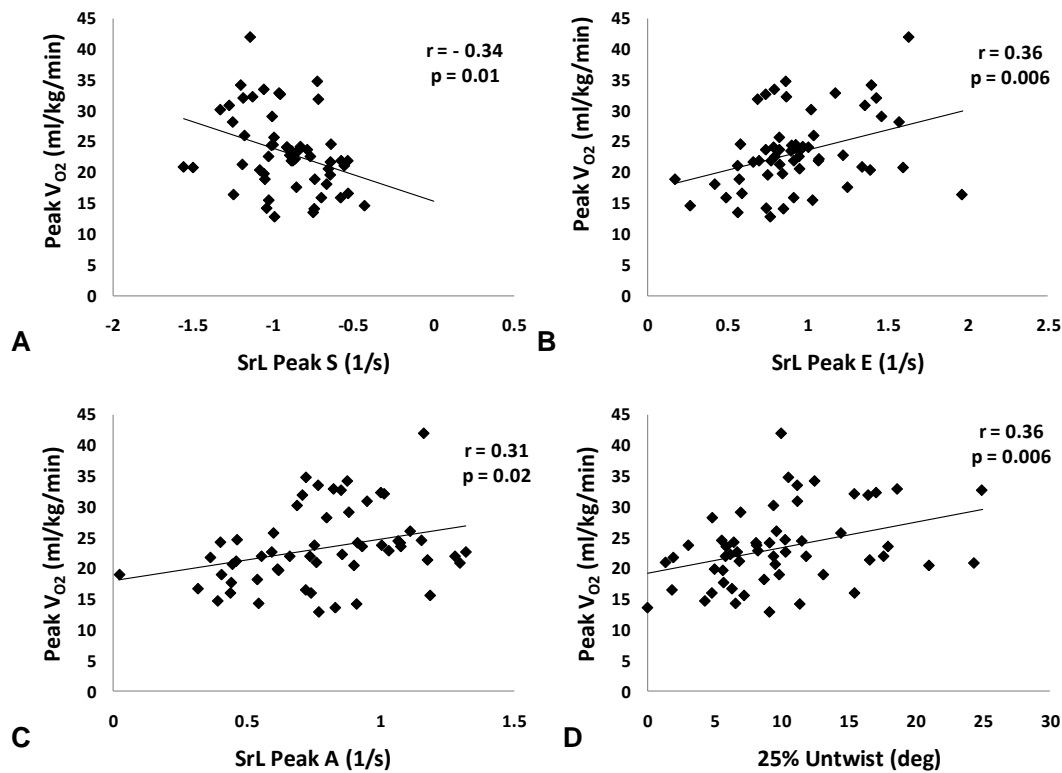 45
40
35
30
25
20
15
10
5
0
Peak VO2 (ml/kg/min)
r = - 0.34
p = 0.01
-2 -1.5 -1 -0.5 0 0.5
A
SrL Peak S (1/s)
45
40
35
30
25
20
15
10
5
0
Peak VO2 (ml/kg/min)
r = 0.36
p = 0.006
0 0.5 1 1.5 2 2.5
B
SrL Peak E (1/s)
45
40
35
30
25
20
15
10
5
0
Peak VO2 (ml/kg/min)
r = 0.31
p = 0.02
0 0.5 1 1.5
C
SrL Peak A (1/s)
45
40
35
30
25
20
15
10
5
0
Peak VO2 (ml/kg/min)
r = 0.36
p = 0.006
0 5 10 15 20 25 30
D
25% Untwist (deg)